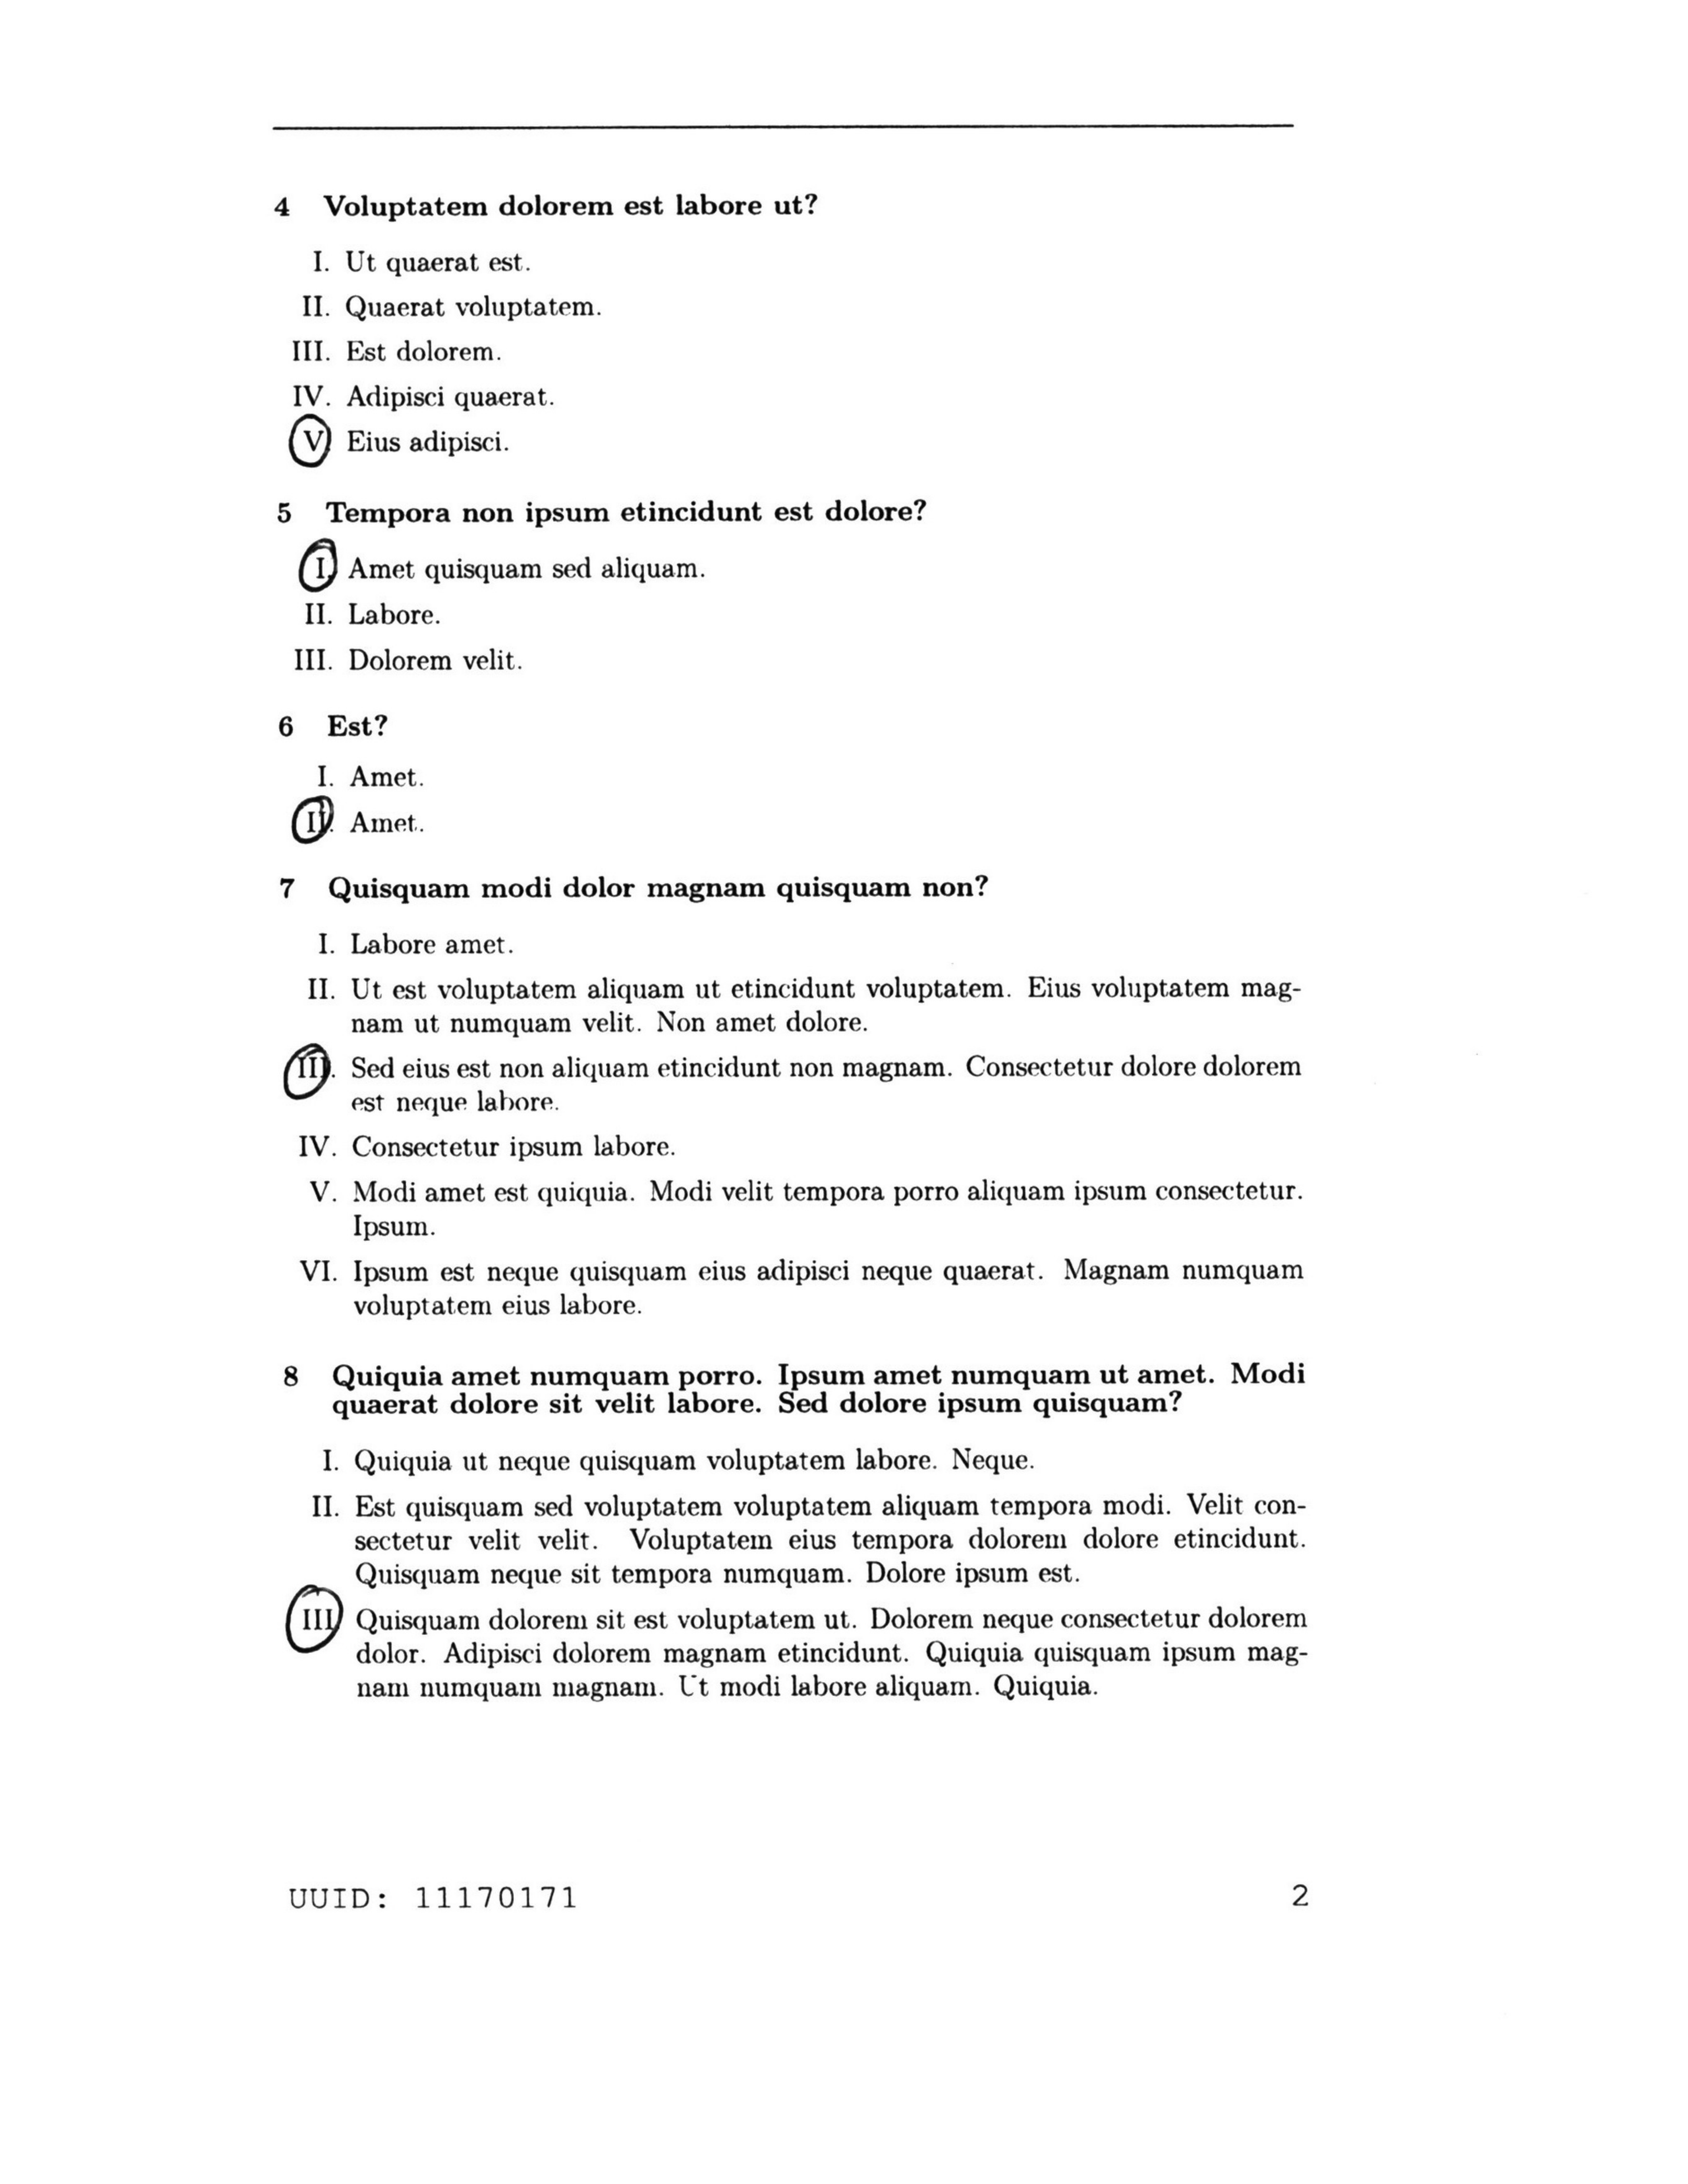 4 Voluptatem dolorem est labore ut?
I. Ut quaerat est.
II. Quaerat voluptatem.
III. Est dolorem.
IV. Adipisci quaerat.
V. Eius adipisci.
5 Tempora non ipsum etincidunt est dolore?
I. Amet quisquam sed aliquam.
II. Labore.
III. Dolorem velit.
6 Est?
I. Amet.
II. Amet.
7 Quisquam modi dolor magnam quisquam non?
I. Labore amet.
II. Ut est voluptatem aliquam ut etincidunt voluptatem. Eius voluptatem mag-
nam ut numquam velit. Non amet dolore.
III. Sed eius est non aliquam etincidunt non magnam. Consectetur dolore dolorem
est neque labore.
IV. Consectetur ipsum labore.
V. Modi amet est quiquia. Modi velit tempora porro aliquam ipsum consectetur.
Ipsum.
VI. Ipsum est neque quisquam eius adipisci neque quaerat. Magnam numquam
voluptatem eius labore.
8 Quiquia amet numquam porro. Ipsum amet numquam ut amet. Modi
quaerat dolore sit velit labore. Sed dolore ipsum quisquam?
I. Quiquia ut neque quisquam voluptatem labore. Neque.
II. Est quisquam sed voluptatem voluptatem aliquam tempora modi. Velit con-
sectetur velit velit. Voluptatem eius tempora dolorem dolore etincidunt.
Quisquam neque sit tempora numquam. Dolore ipsum est.
III. Quisquam dolorem sit est voluptatem ut. Dolorem neque consectetur dolorem
dolor. Adipisci dolorem magnam etincidunt. Quiquia quisquam ipsum mag-
nam numquam magnam. Ut modi labore aliquam. Quiquia.
UUID: 11170171 2